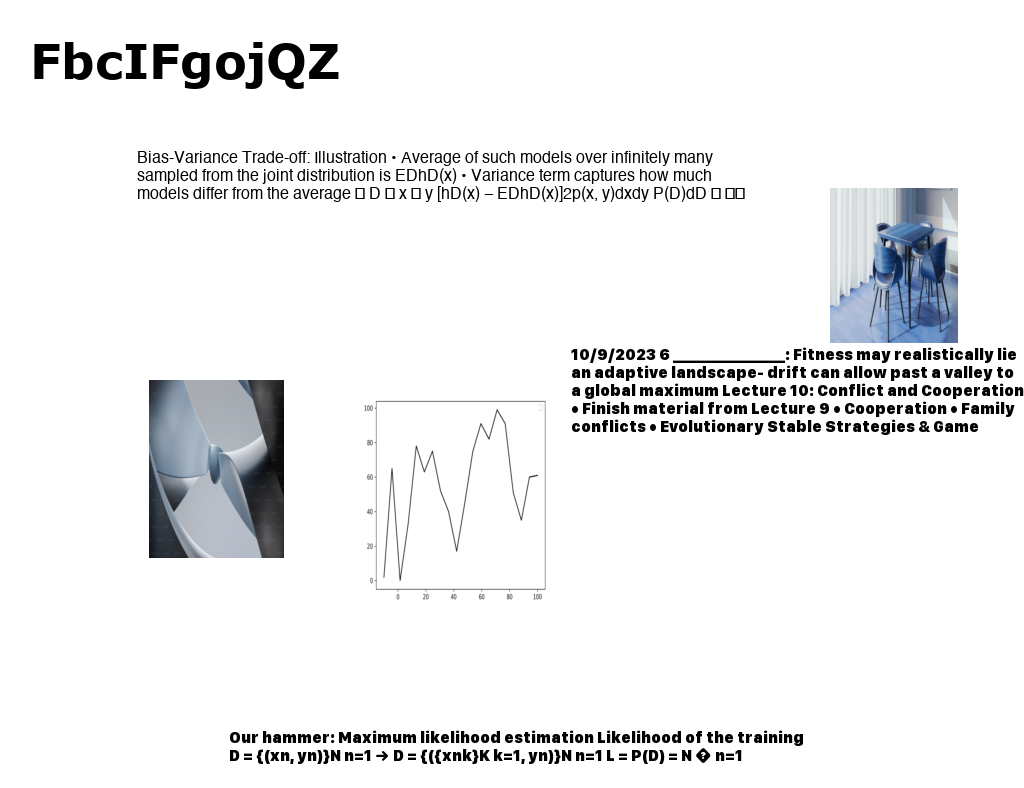 FbcIFgojQZ
Bias-Variance Trade-off: Illustration • Average of such models over infinitely many
sampled from the joint distribution is EDhD(x) • Variance term captures how much
models differ from the average □ D □ x □ y [hD(x) – EDhD(x)]2p(x, y)dxdy P(D)dD □ □□
10/9/2023 6 ______________: Fitness may realistically lie
an adaptive landscape- drift can allow past a valley to
a global maximum Lecture 10: Conflict and Cooperation
• Finish material from Lecture 9 • Cooperation • Family
conflicts • Evolutionary Stable Strategies & Game
100
80
60
40
20
0
0 20 40 60 80 100
Our hammer: Maximum likelihood estimation Likelihood of the training
D = {(xn, yn)}N n=1 → D = {({xnk}K k=1, yn)}N n=1 L = P(D) = N � n=1